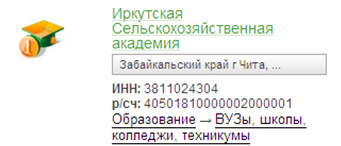 Иркутская
Сельскохозяйственная
академия
Забайкальский край г Чита, ...
ИНН: 3811024304
р/сч: 40501810000002000001
Образование → ВУЗы, школы,
колледжи, техникумы